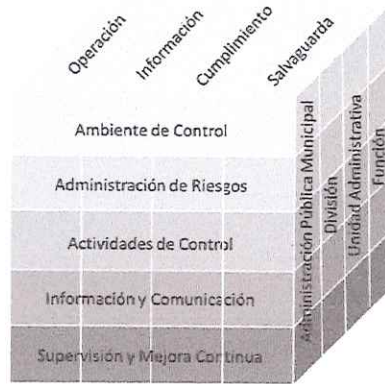 Operación
Información
Cumplimiento
Salvaguarda
Ambiente de Control
Administración de Riesgos
Actividades de Control
Información y Comunicación
Supervisión y Mejora Continua
Administración Pública Municipal
División
Unidad Administrativa
Función